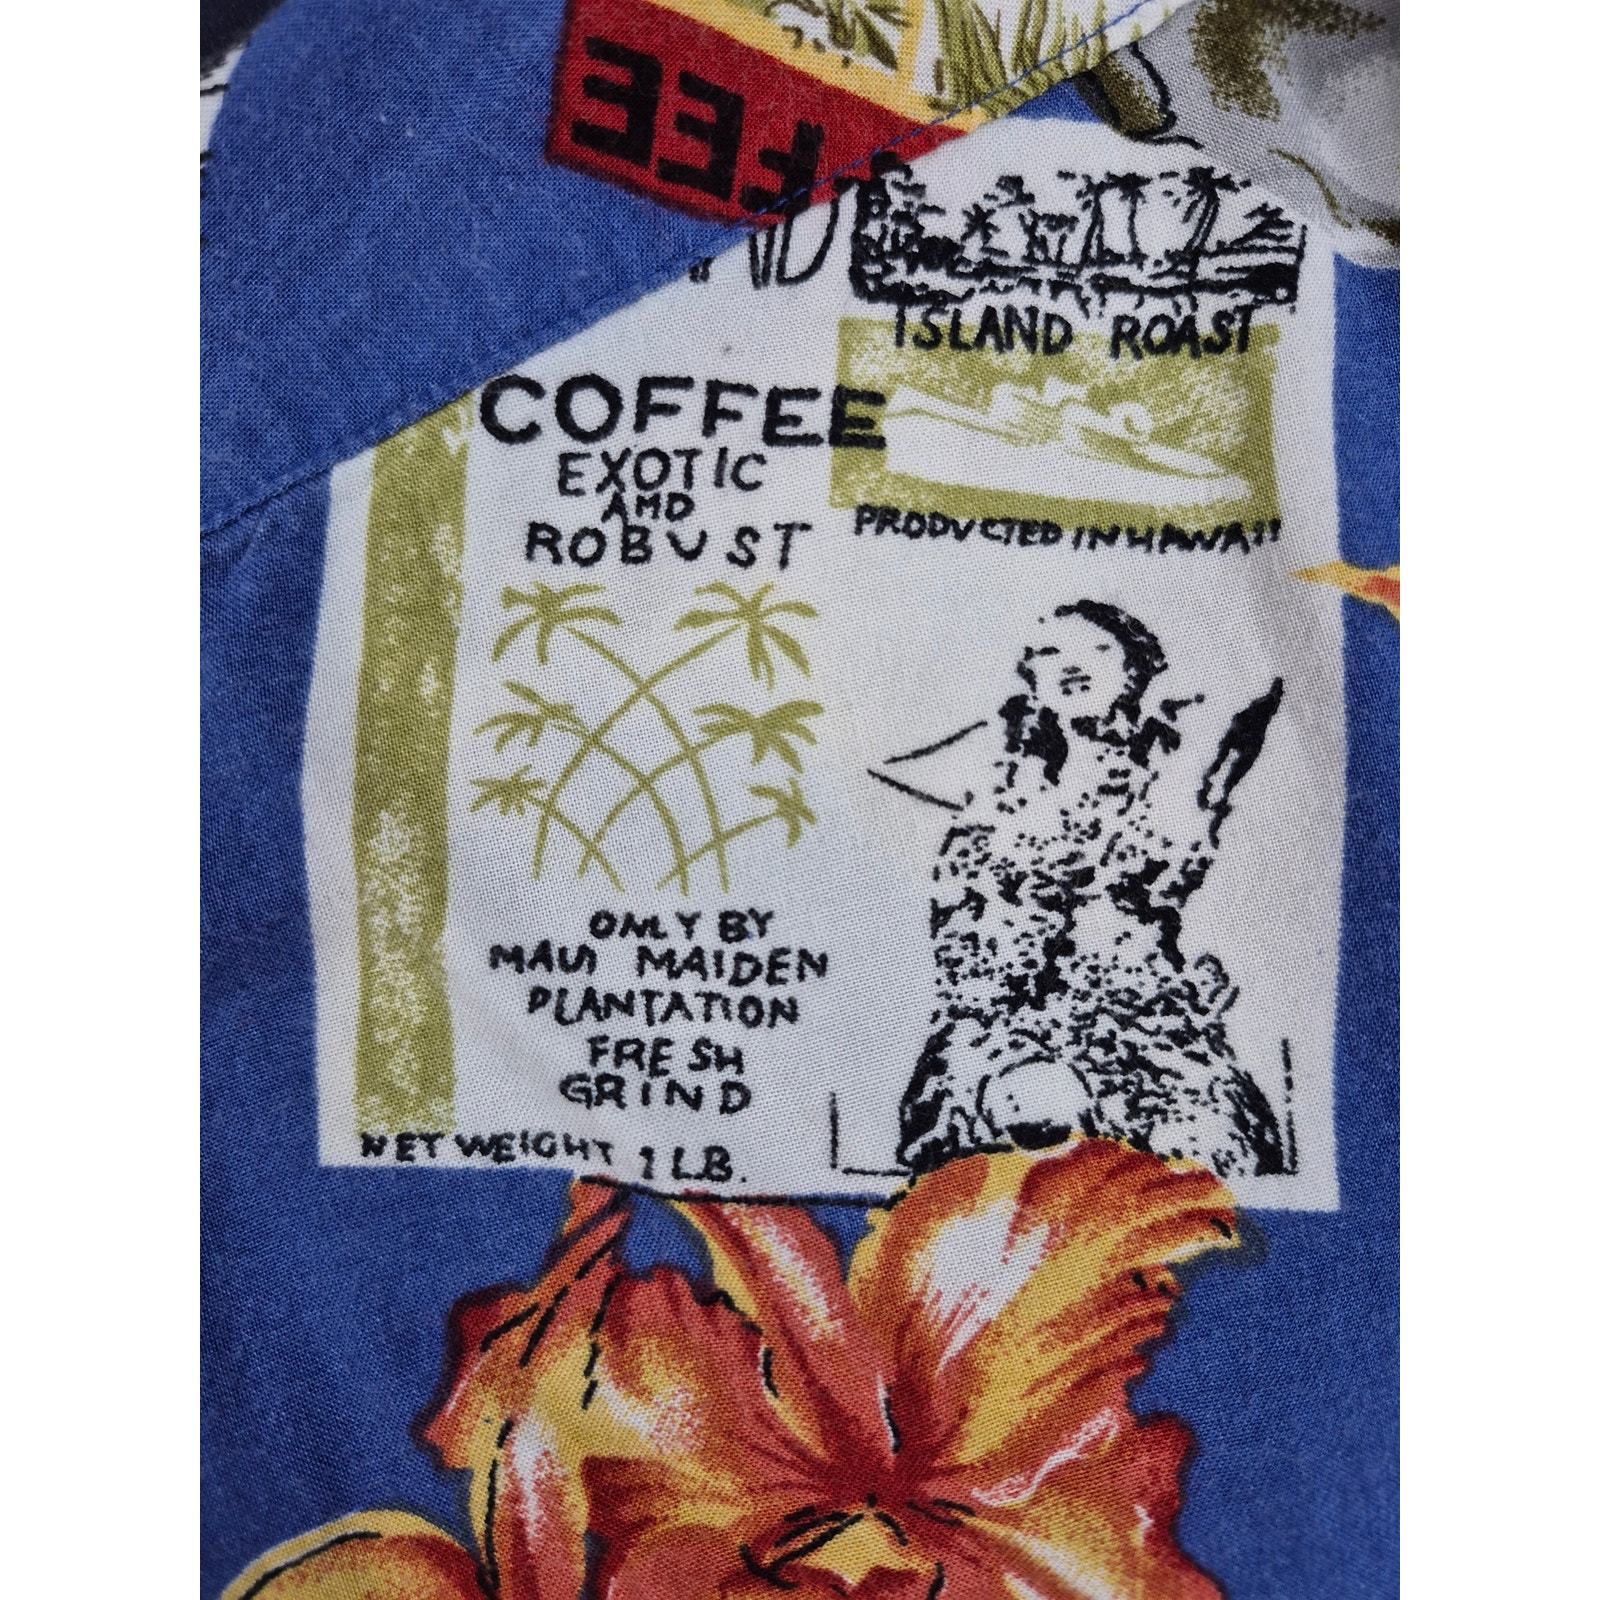 FEE
ISLAND ROAST
COFFEE
EXOTIC
AND
ROBUST
PRODUCTED IN HAWAII
ONLY BY
MAUI MAIDEN
PLANTATION
FRESH
GRIND
NET WEIGHT 1 LB.